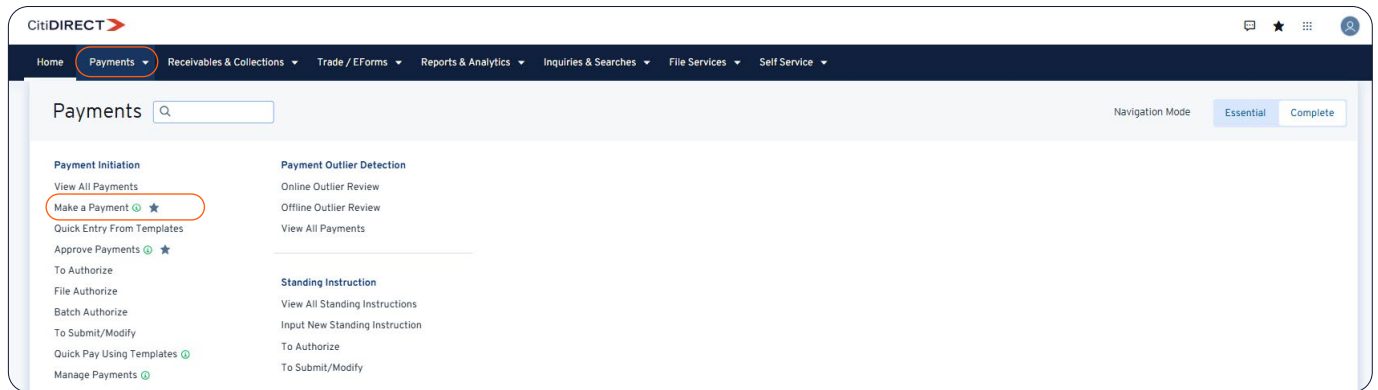 CitiDIRECT
Home Payments Receivables & Collections Trade / EForms Reports & Analytics Inquiries & Searches File Services Self Service
Payments
Navigation Mode Essential Complete
Payment Initiation
View All Payments
Make a Payment
Quick Entry From Templates
Approve Payments
To Authorize
File Authorize
Batch Authorize
To Submit/Modify
Quick Pay Using Templates
Manage Payments
Payment Outlier Detection
Online Outlier Review
Offline Outlier Review
View All Payments
Standing Instruction
View All Standing Instructions
Input New Standing Instruction
To Authorize
To Submit/Modify